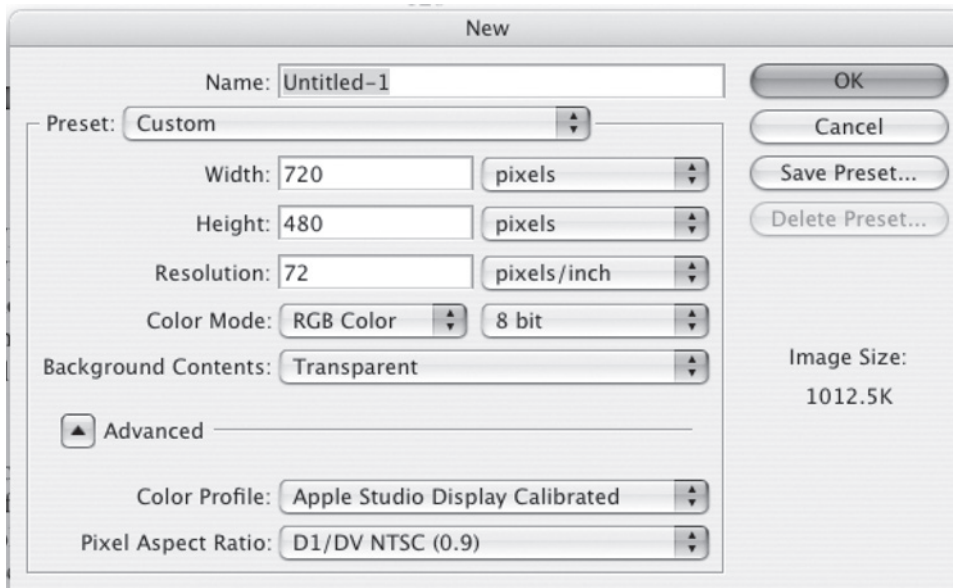 New
Name: Untitled-1
OK
Preset: Custom
Cancel
Width: 720 pixels
Save Preset...
Height: 480 pixels
Delete Preset...
Resolution: 72 pixels/inch
Color Mode: RGB Color 8 bit
Background Contents: Transparent
Image Size:
1012.5K
Advanced
Color Profile: Apple Studio Display Calibrated
Pixel Aspect Ratio: D1/DV NTSC (0.9)